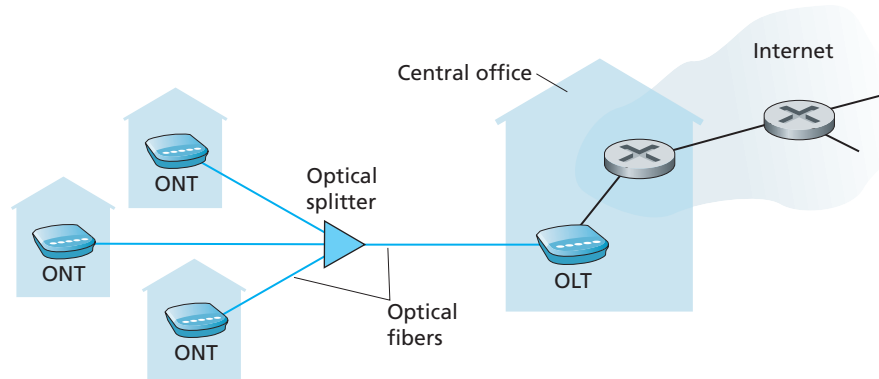 Internet
Central office
ONT
Optical
splitter
ONT
OLT
Optical
fibers
ONT